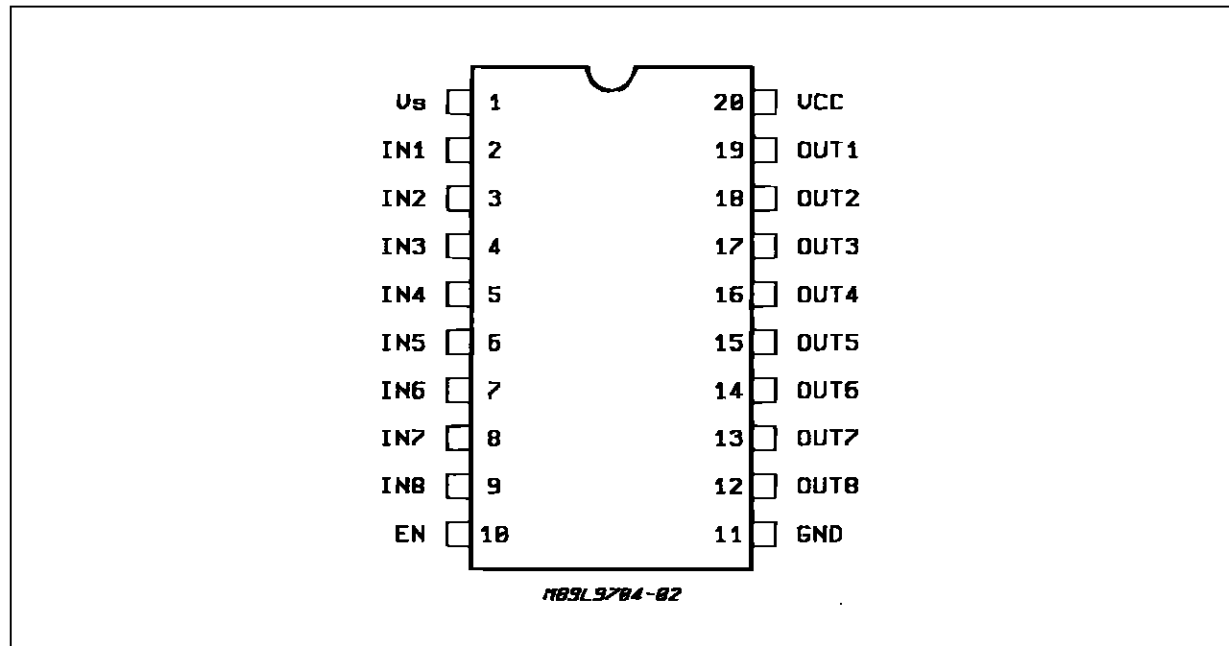 Vs 1 20 VCC
IN1 2 19 OUT1
IN2 3 18 OUT2
IN3 4 17 OUT3
IN4 5 16 OUT4
IN5 6 15 OUT5
IN6 7 14 OUT6
IN7 8 13 OUT7
IN8 9 12 OUT8
EN 10 11 GND
M89L9704-02